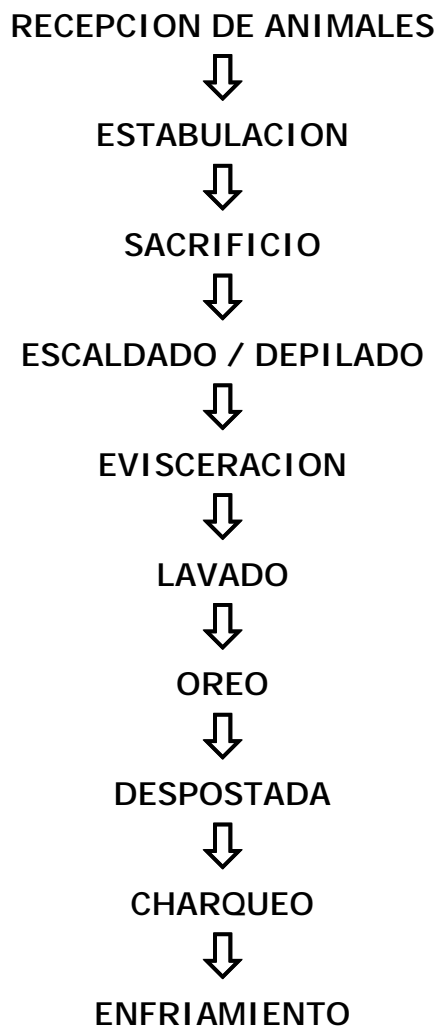 RECEPCION DE ANIMALES
ESTABULACION
SACRIFICIO
ESCALDADO / DEPILADO
EVISCERACION
LAVADO
OREO
DESPOSTADA
CHARQUEO
ENFRIAMIENTO